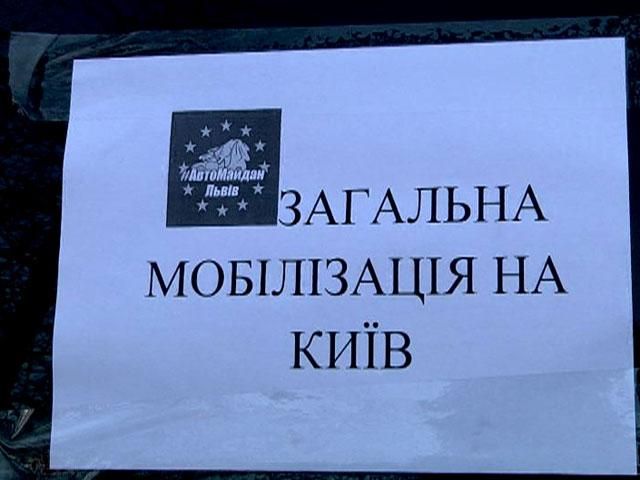 #АвтоМайдан
Львів
ЗАГАЛЬНА
МОБІЛІЗАЦІЯ НА
КИЇВ